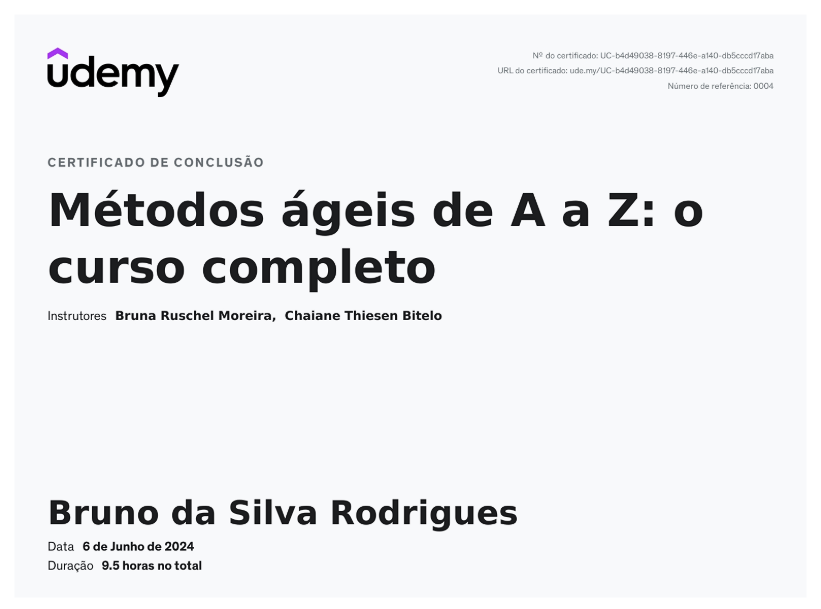 udemy
Nº do certificado: UC-b4d49038-8197-446e-a140-db5cccd17aba
URL do certificado: ude.my/UC-b4d49038-8197-446e-a140-db5cccd17aba
Número de referência: 0004
CERTIFICADO DE CONCLUSÃO
Métodos ágeis de A a Z: o
curso completo
Instrutores Bruna Ruschel Moreira, Chaiane Thiesen Bitelo
Bruno da Silva Rodrigues
Data 6 de Junho de 2024
Duração 9.5 horas no total